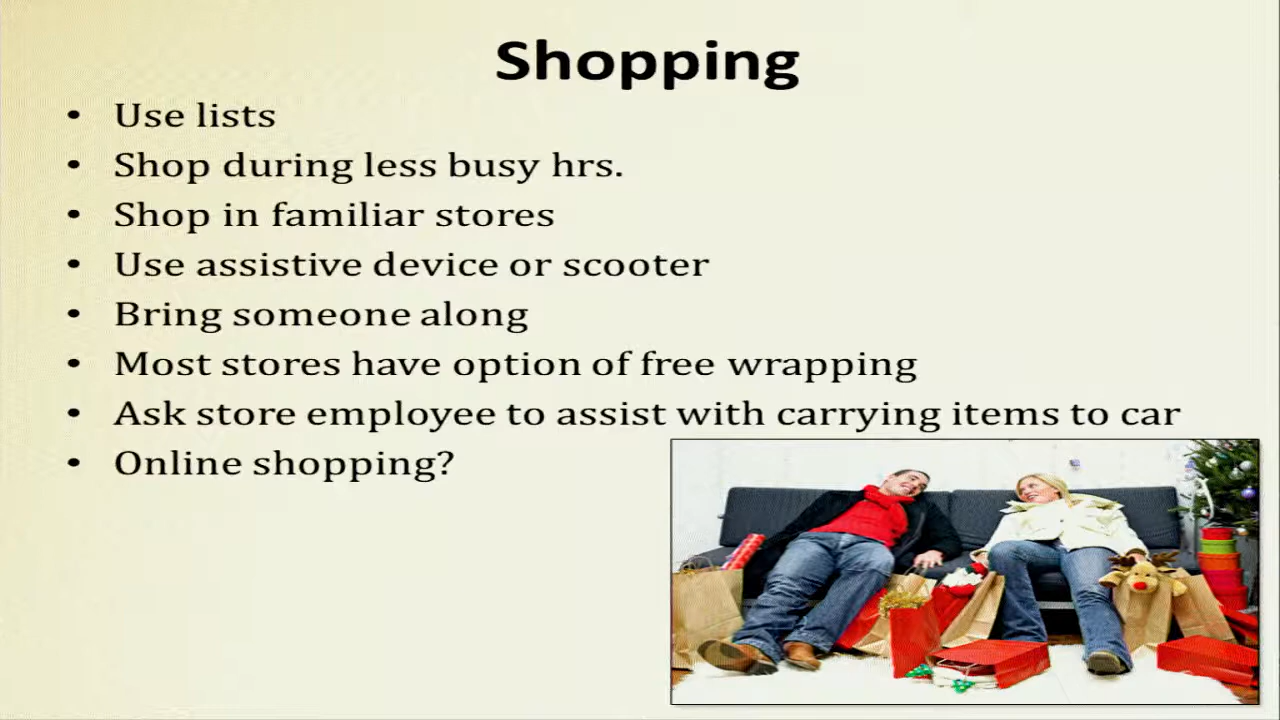 Shopping
• Use lists
• Shop during less busy hrs.
• Shop in familiar stores
• Use assistive device or scooter
• Bring someone along
• Most stores have option of free wrapping
• Ask store employee to assist with carrying items to car
• Online shopping?